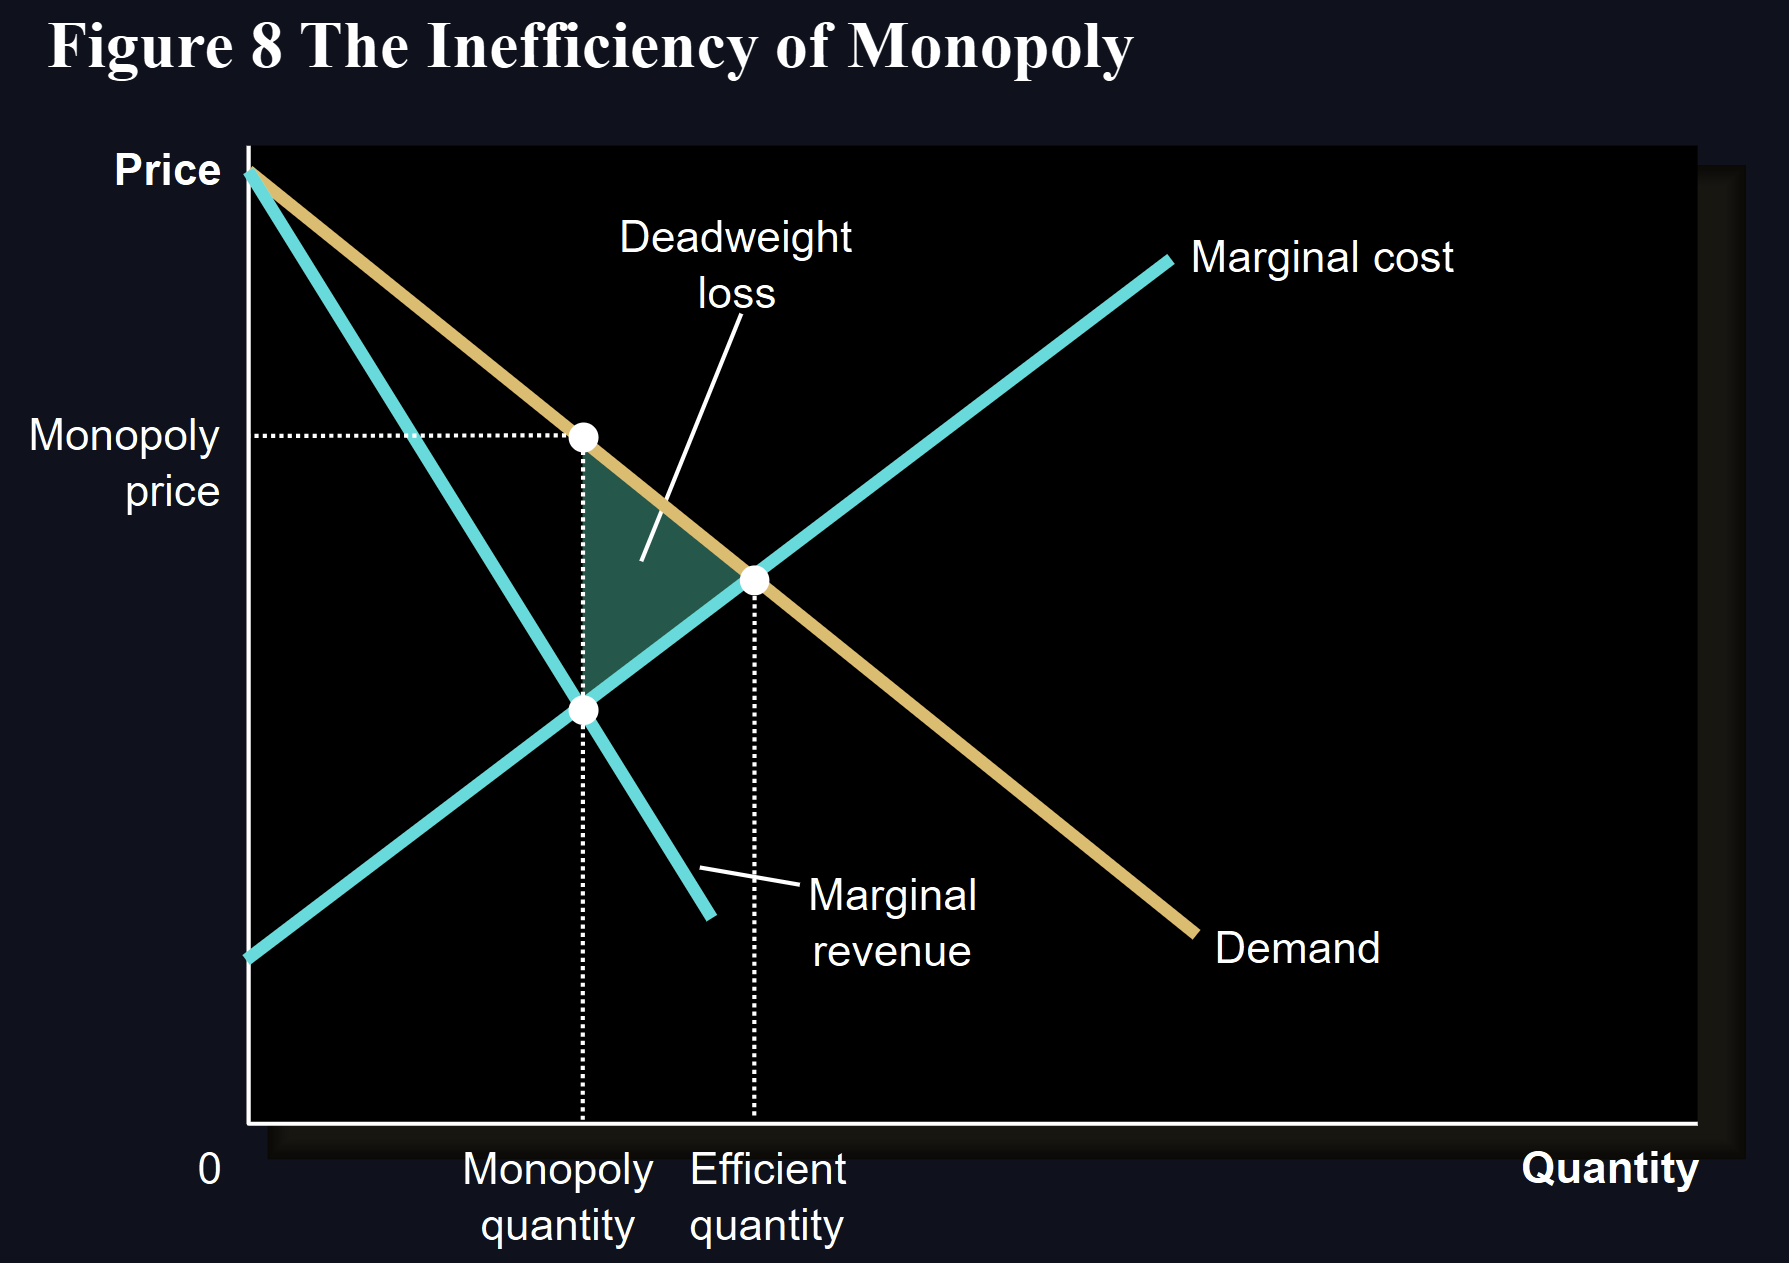 Figure 8 The Inefficiency of Monopoly
Price
Deadweight
loss
Marginal cost
Monopoly
price
Marginal
revenue
Demand
0
Monopoly
quantity
Efficient
quantity
Quantity